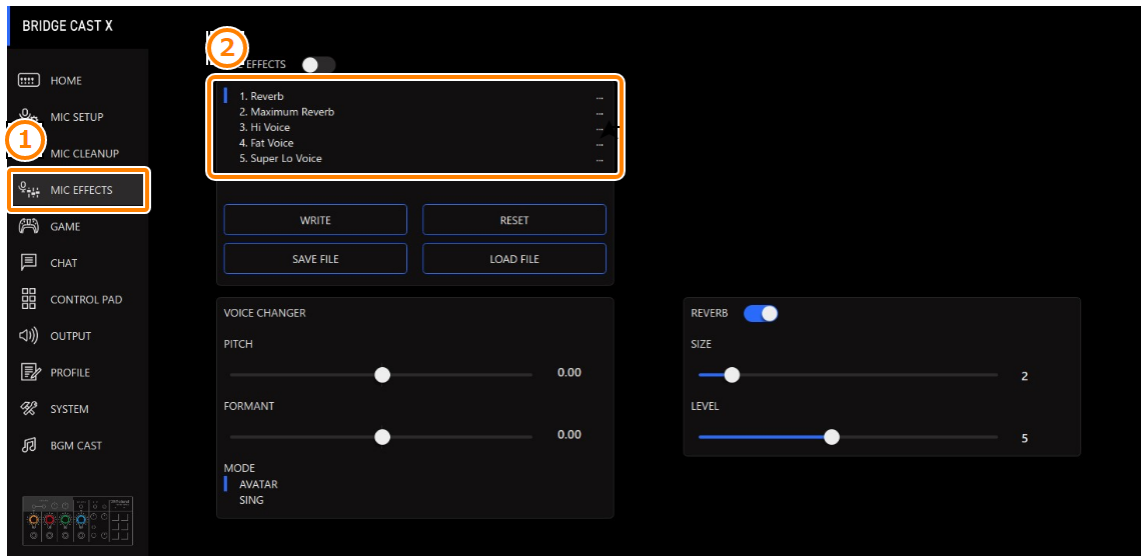 BRIDGE CAST X
HOME
MIC SETUP
MIC CLEANUP
MIC EFFECTS
GAME
CHAT
CONTROL PAD
OUTPUT
PROFILE
SYSTEM
BGM CAST
1
2
EFFECTS
1. Reverb ...
2. Maximum Reverb ...
3. Hi Voice ...
4. Fat Voice ...
5. Super Lo Voice ...
WRITE RESET
SAVE FILE LOAD FILE
VOICE CHANGER
PITCH
0.00
FORMANT
0.00
MODE
AVATAR
SING
REVERB
SIZE
2
LEVEL
5